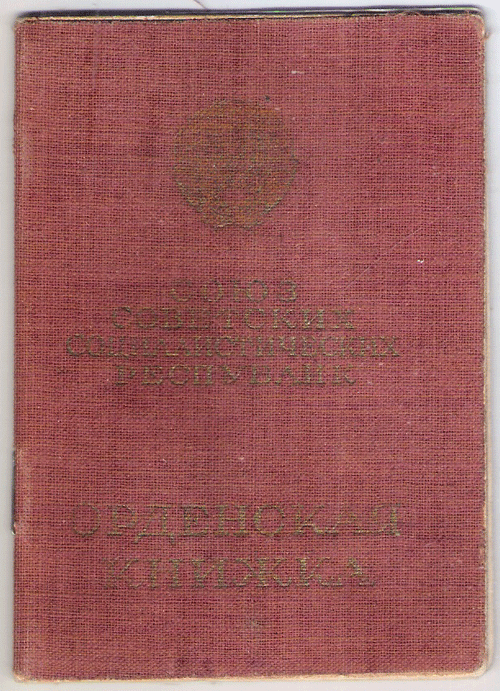 СОЮЗ
СОВЕТСКИХ
СОЦИАЛИСТИЧЕСКИХ
РЕСПУБЛИК
ОРДЕНСКАЯ
КНИЖКА